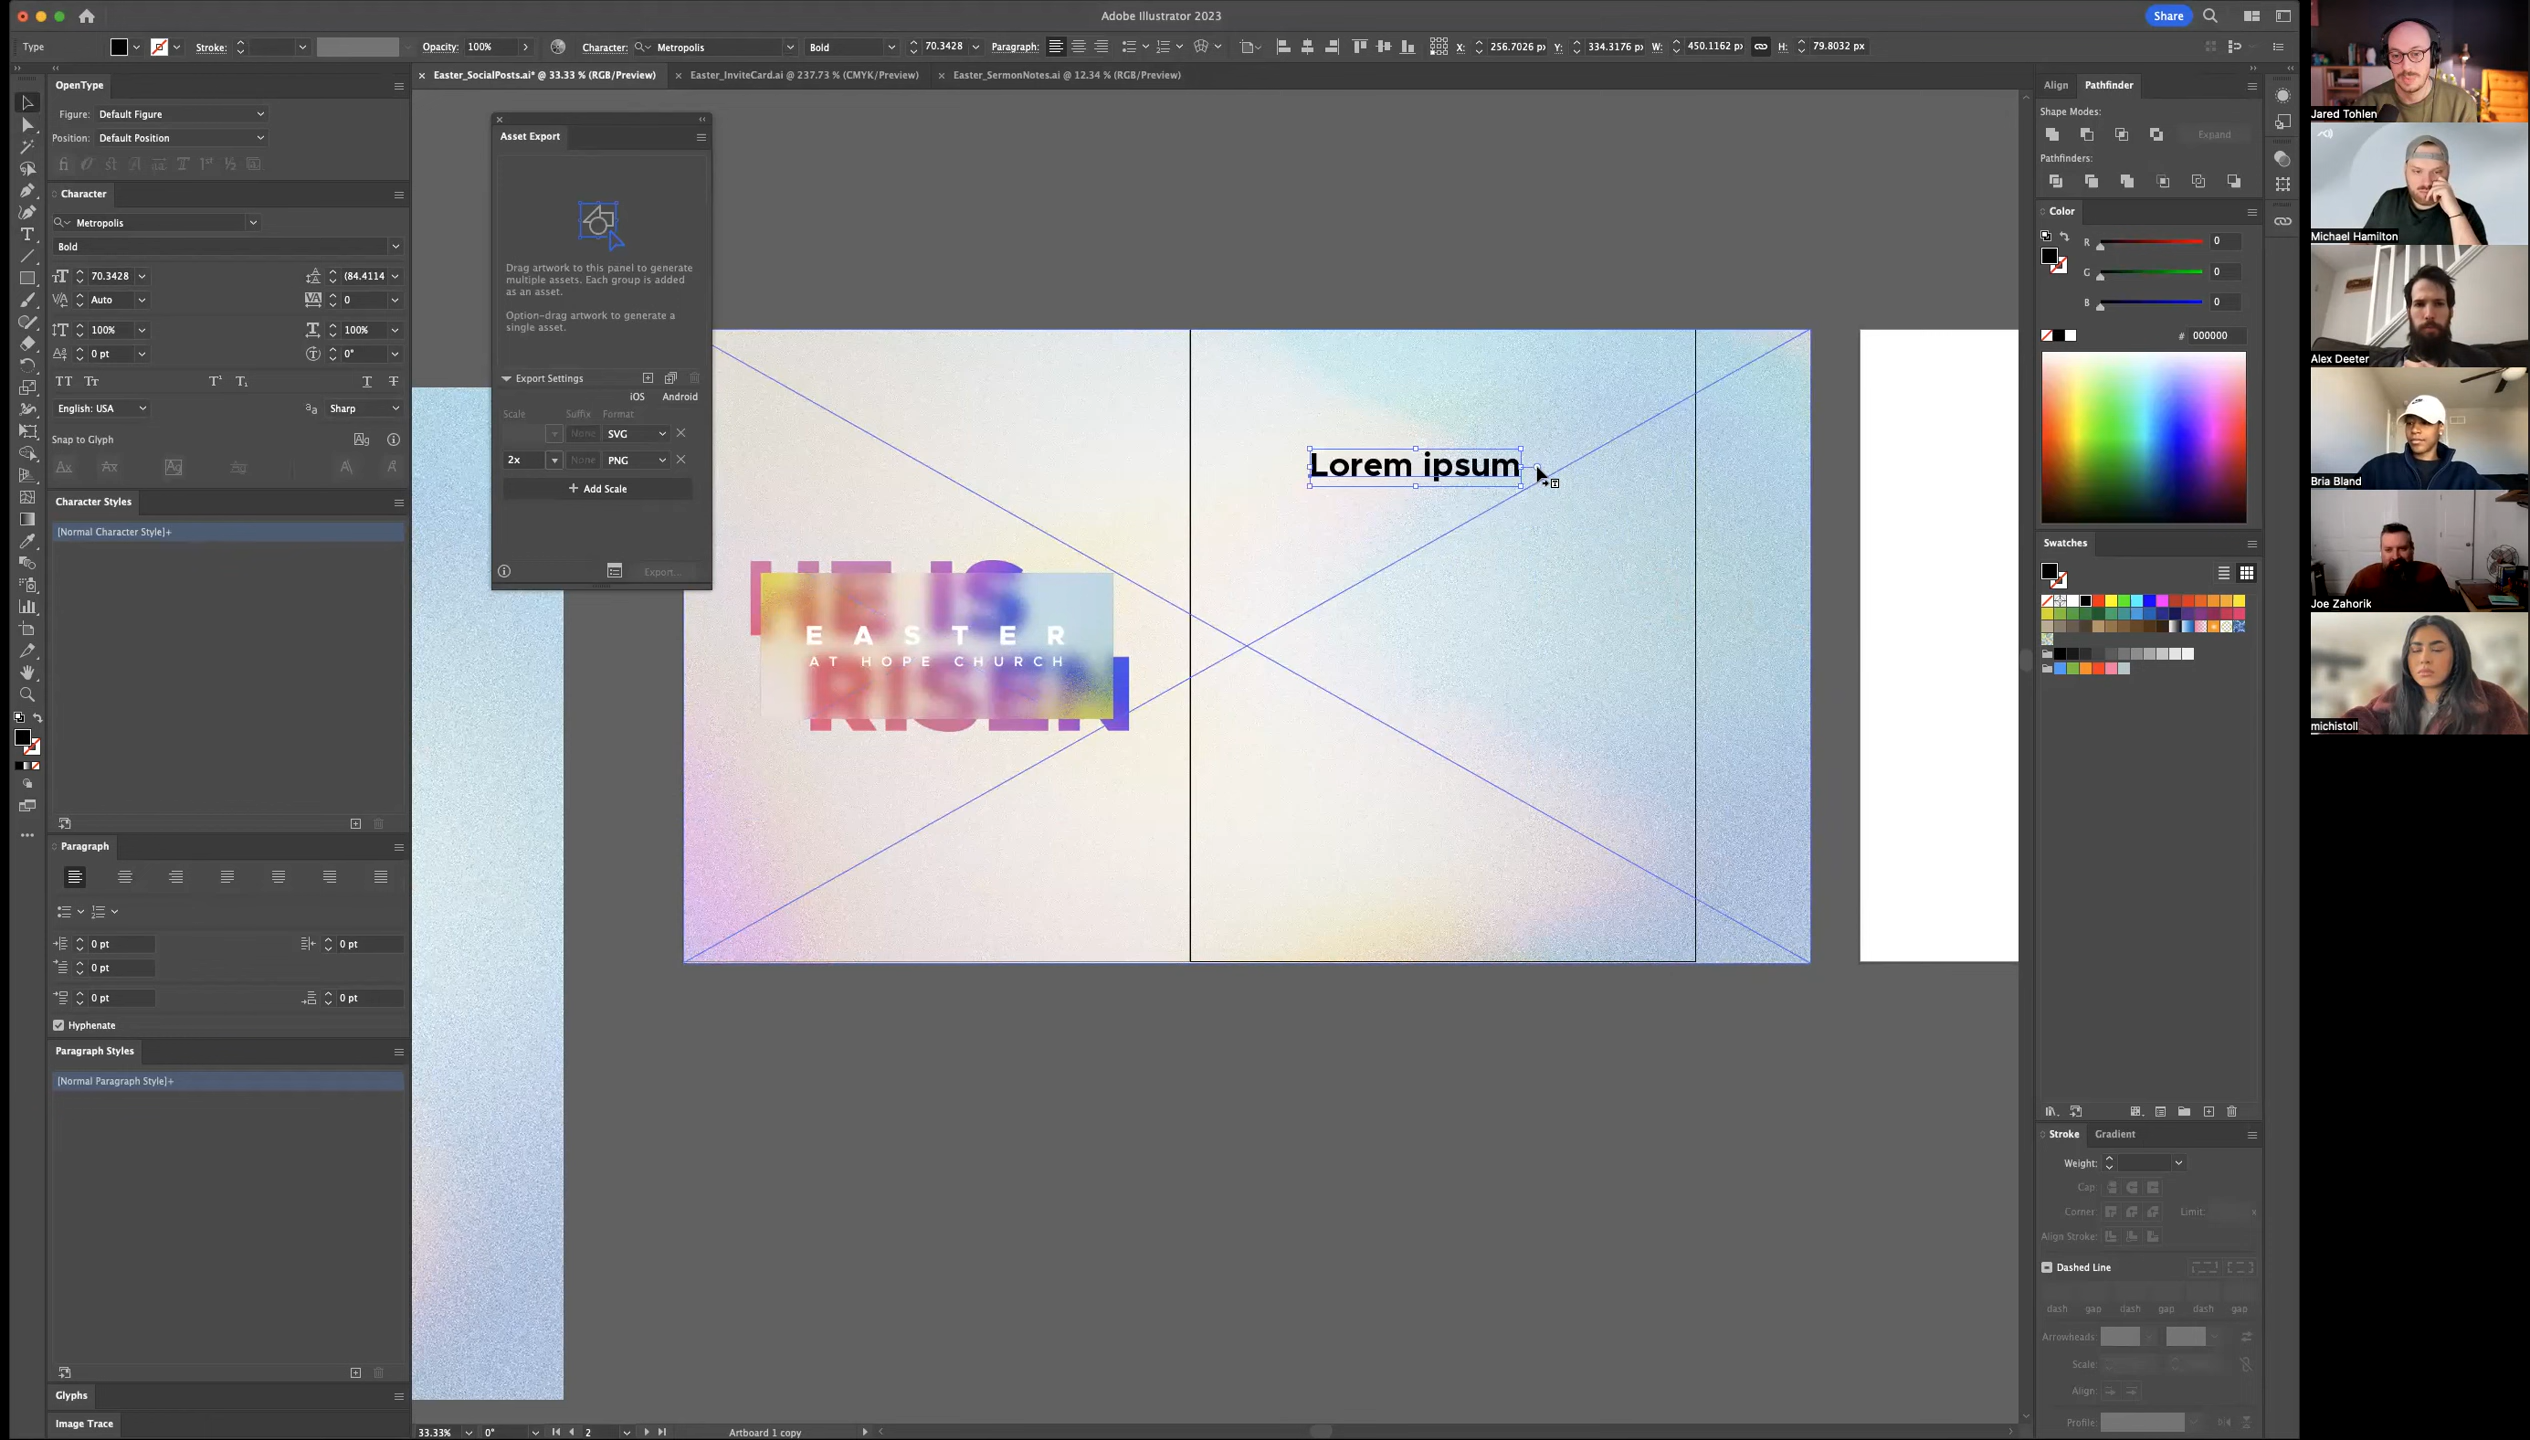 Adobe Illustrator 2023
Share
Type
Stroke:
Opacity: 100%
Character: Metropolis
Bold
70.3428
Paragraph:
X: 256.7026 px
Y: 334.3176 px
W: 450.1162 px
H: 79.8032 px
Easter_SocialPosts.ai* @ 33.33 % (RGB/Preview)
Easter_InviteCard.ai @ 237.73 % (CMYK/Preview)
Easter_SermonNotes.ai @ 12.34 % (RGB/Preview)
OpenType
Figure: Default Figure
Position: Default Position
Character
Metropolis
Bold
70.3428
(84.4114
Auto
0
100%
100%
0 pt
0°
English: USA
Sharp
Snap to Glyph
Character Styles
[Normal Character Style]+
Paragraph
0 pt
0 pt
0 pt
0 pt
0 pt
Hyphenate
Paragraph Styles
[Normal Paragraph Style]+
Glyphs
Image Trace
Asset Export
Drag artwork to this panel to generate
multiple assets. Each group is added
as an asset.
Option-drag artwork to generate a
single asset.
Export Settings
iOS
Android
Scale
Suffix
Format
None
SVG
2x
None
PNG
+ Add Scale
Export...
HE IS
EASTER
AT HOPE CHURCH
RISEN
Lorem ipsum
33.33%
0°
2
Artboard 1 copy
Align
Pathfinder
Shape Modes:
Expand
Pathfinders:
Color
R
0
G
0
B
0
# 000000
Swatches
Stroke
Gradient
Weight:
Cap:
Corner:
Limit:
x
Align Stroke:
Dashed Line
dash
gap
dash
gap
dash
gap
Arrowheads:
Scale:
Align:
Profile:
Jared Tohlen
Michael Hamilton
Alex Deeter
Bria Bland
Joe Zahorik
michistoll